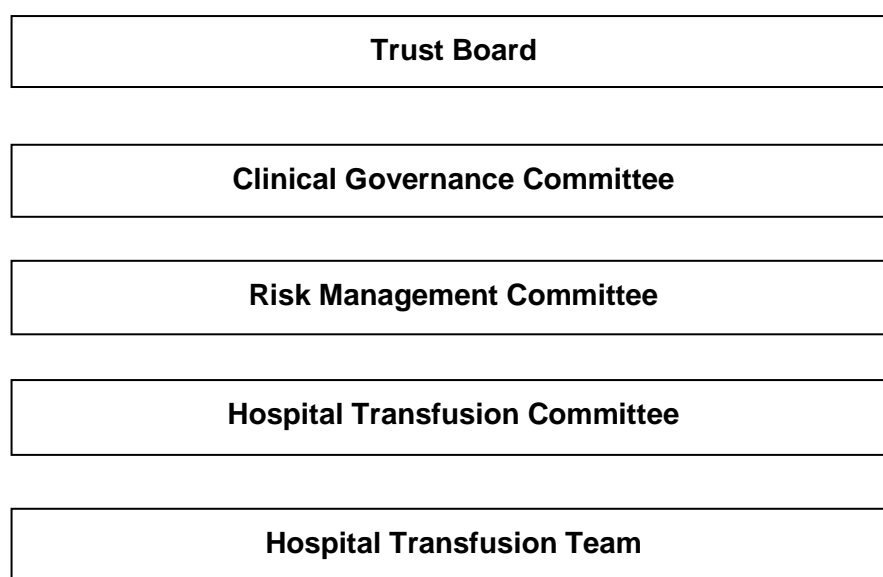 Trust Board
Clinical Governance Committee
Risk Management Committee
Hospital Transfusion Committee
Hospital Transfusion Team